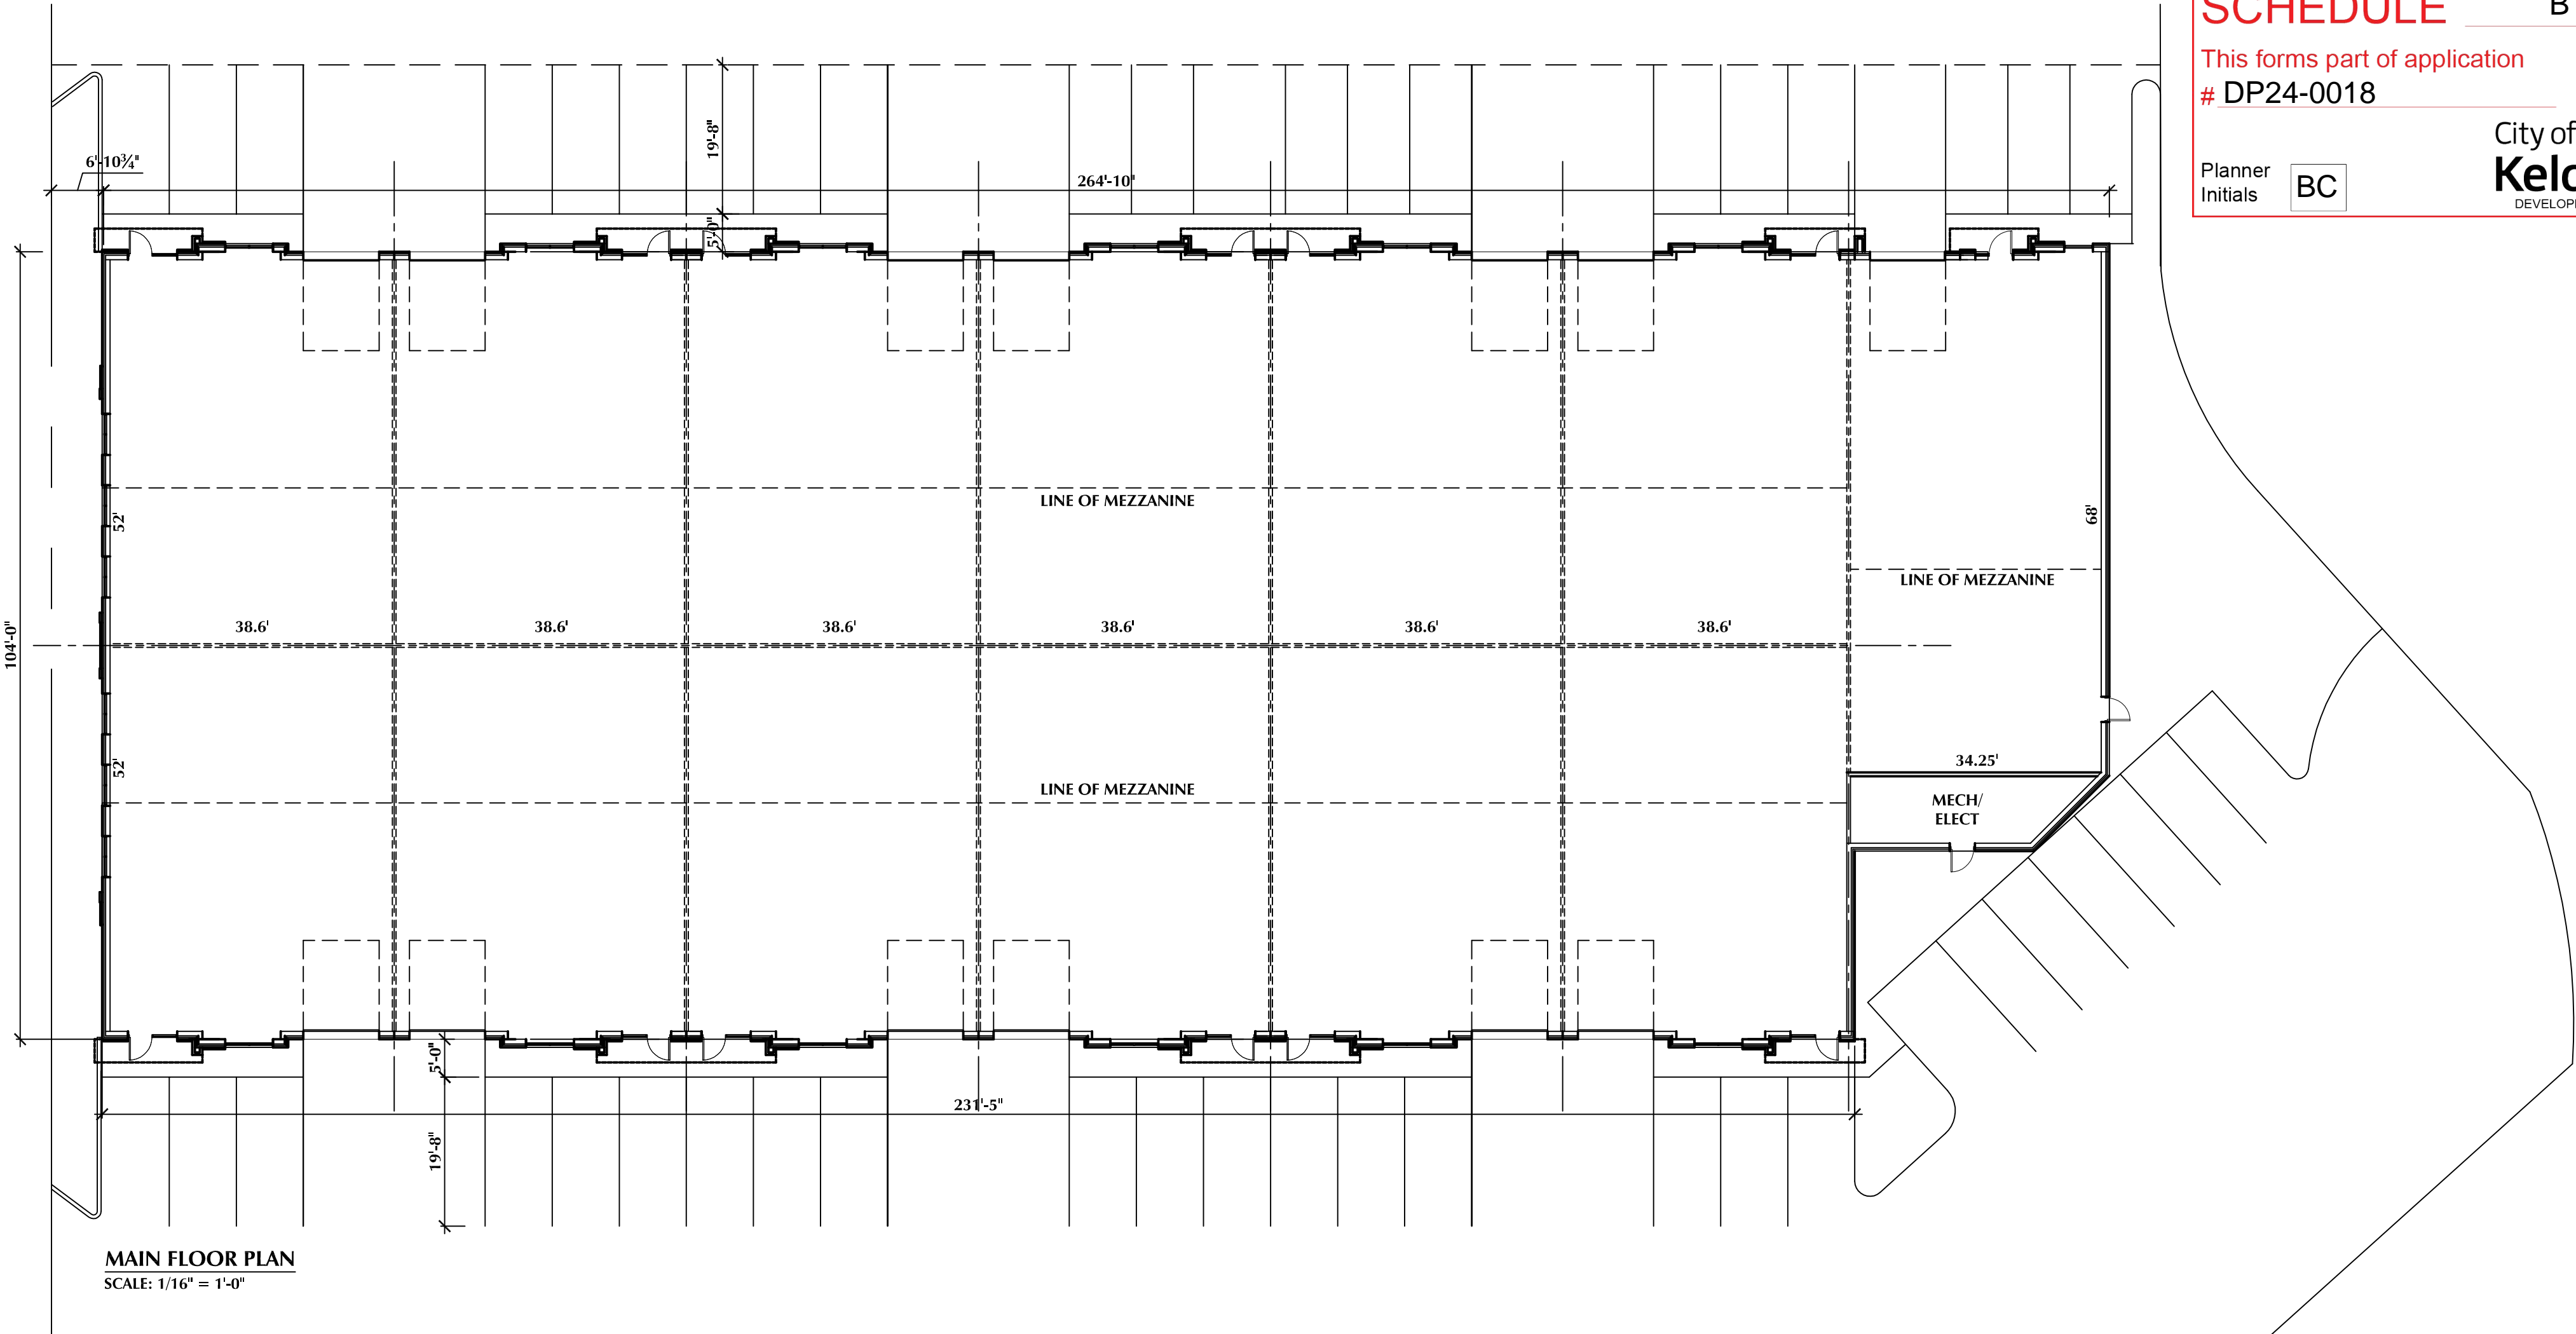 SCHEDULE B
This forms part of application
# DP24-0018
City of
Planner
Initials
BC
6'-10¾"
19'-8"
264'-10"
5'-0"
LINE OF MEZZANINE
52'
68'
LINE OF MEZZANINE
104'-0"
38.6' 38.6' 38.6' 38.6' 38.6' 38.6'
34.25'
52'
LINE OF MEZZANINE
MECH/
ELECT
5'-0"
231'-5"
19'-8"
MAIN FLOOR PLAN
SCALE: 1/16" = 1'-0"